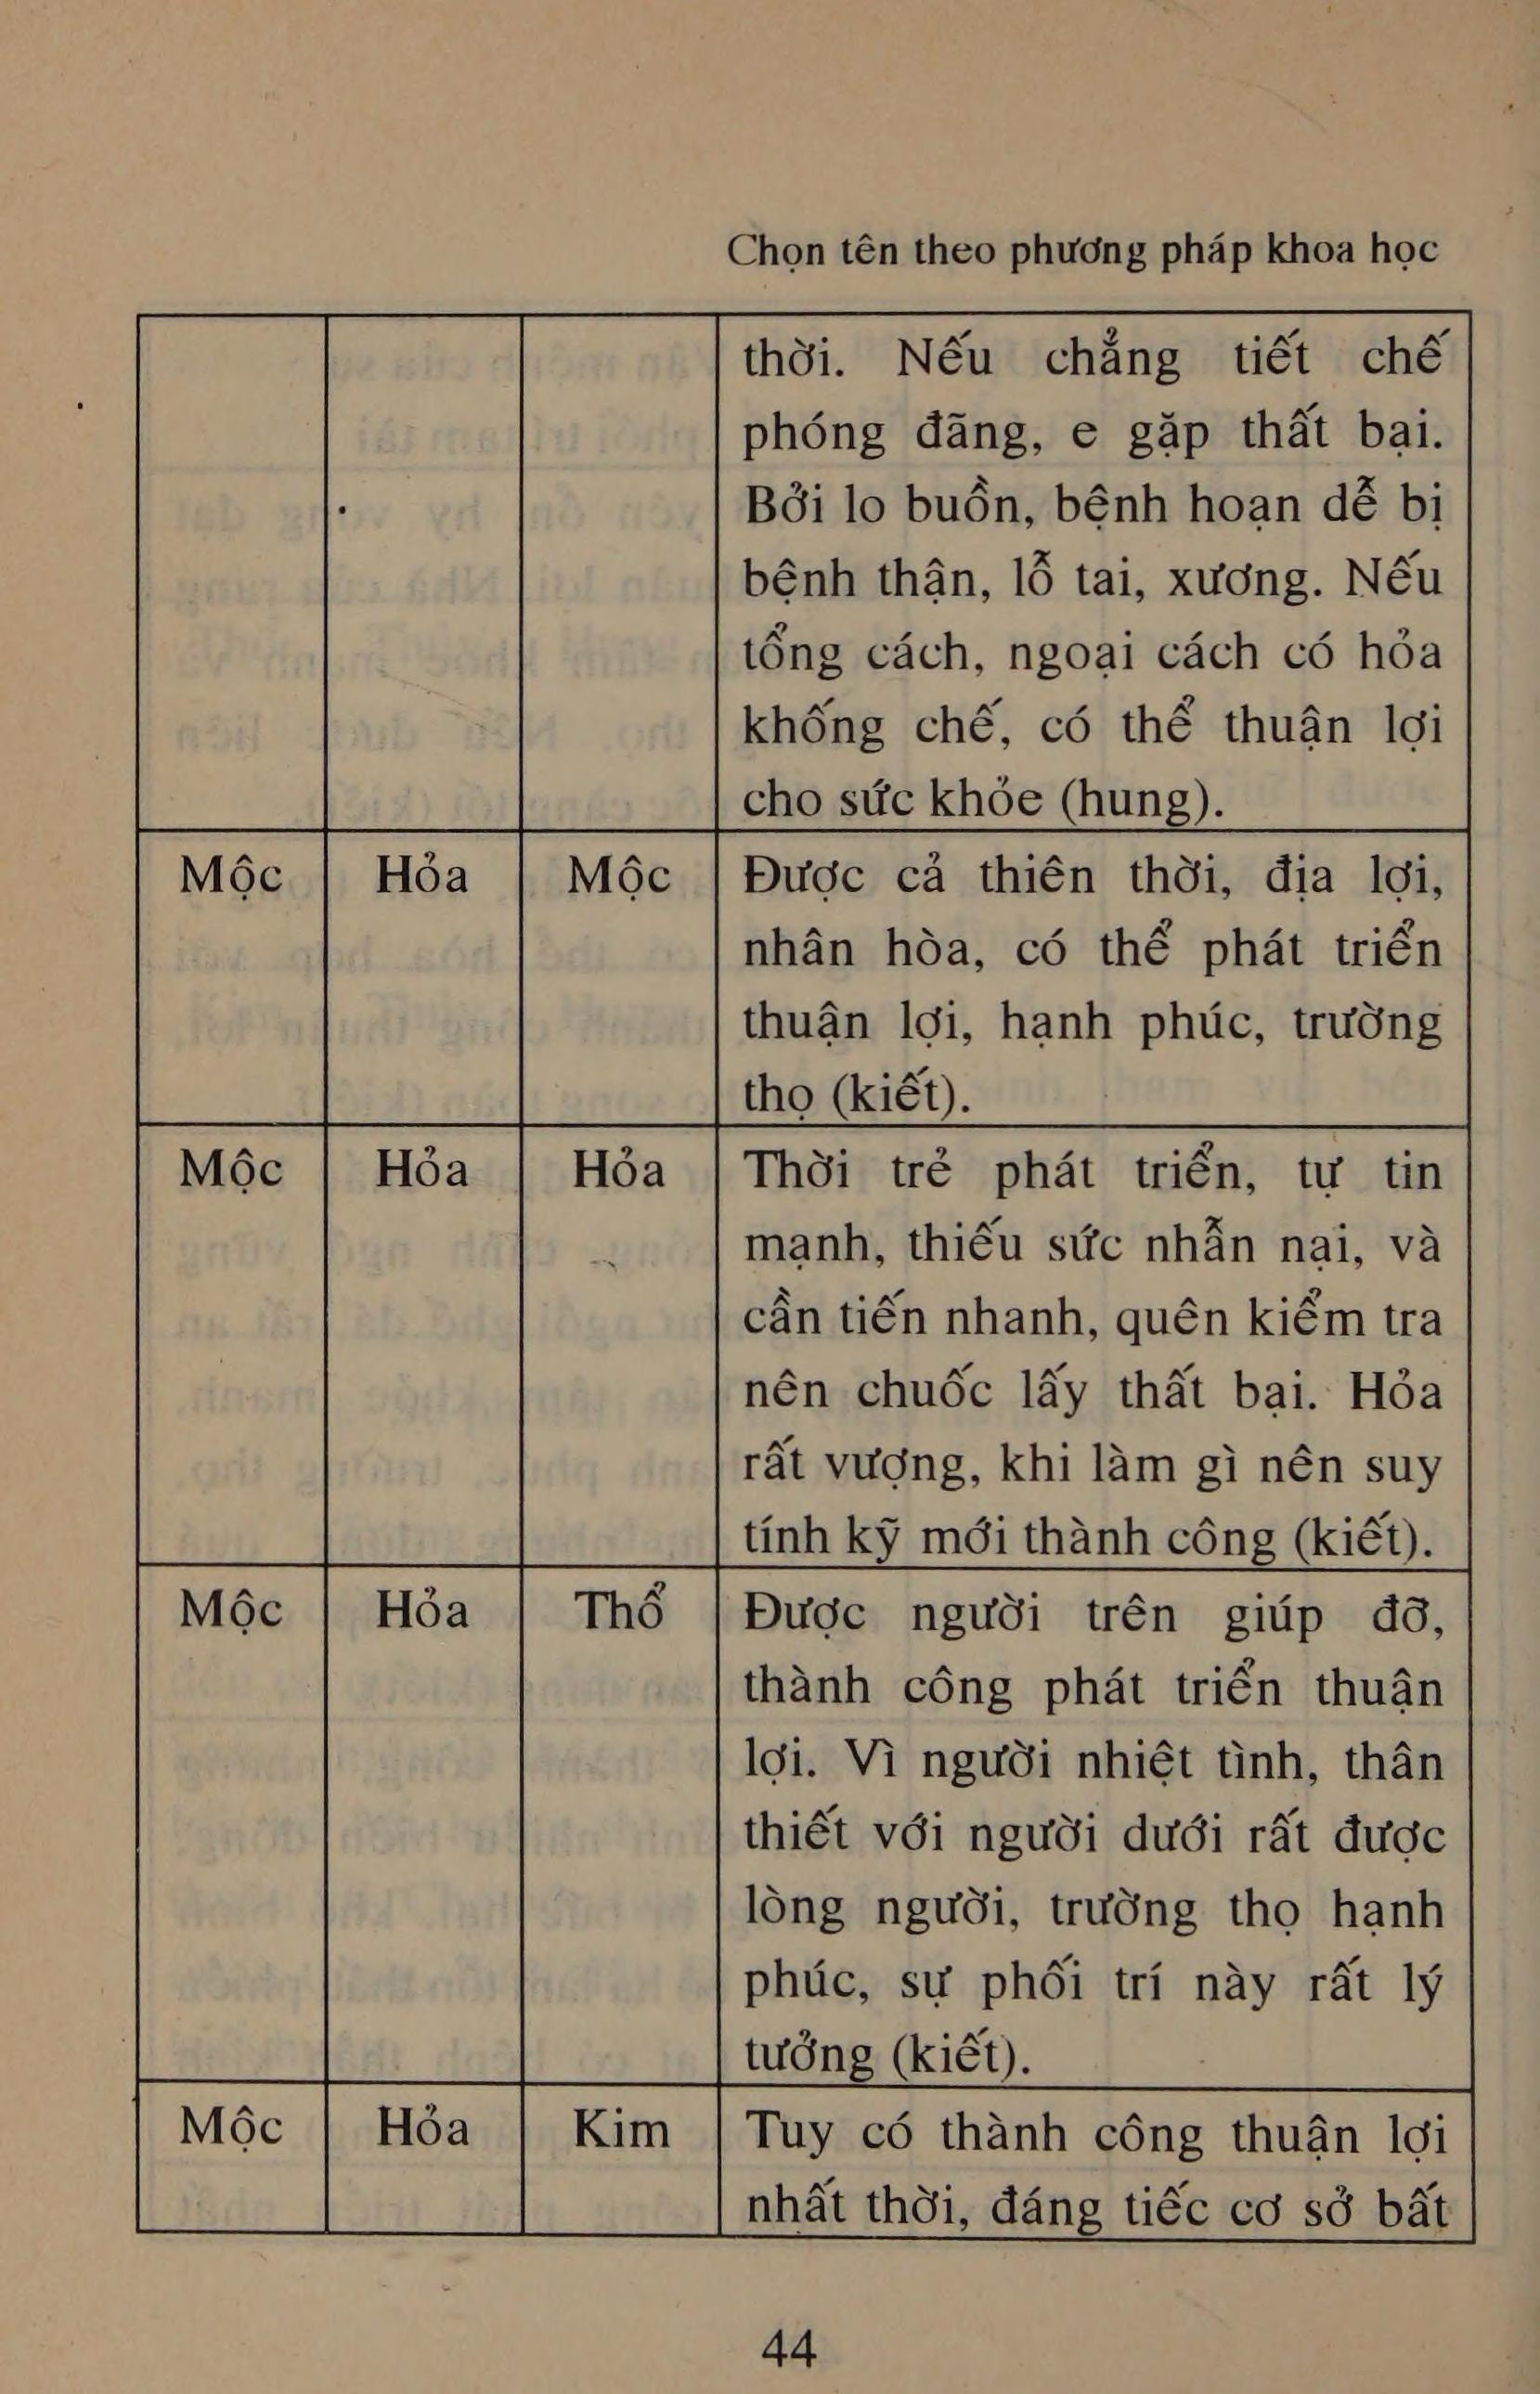 Chọn tên theo phương pháp khoa học
thời. Nếu chẳng tiết chế
phóng đãng, e gặp thất bại.
Bởi lo buồn, bệnh hoạn dễ bị
bệnh thận, lỗ tai, xương. Nếu
tổng cách, ngoại cách có hỏa
khống chế, có thể thuận lợi
cho sức khỏe (hung).
Mộc Hỏa Mộc Được cả thiên thời, địa lợi,
nhân hòa, có thể phát triển
thuận lợi, hạnh phúc, trường
thọ (kiết).
Mộc Hỏa Hỏa Thời trẻ phát triển, tự tin
mạnh, thiếu sức nhẫn nại, và
cần tiến nhanh, quên kiểm tra
nên chuốc lấy thất bại. Hỏa
rất vượng, khi làm gì nên suy
tính kỹ mới thành công (kiết).
Mộc Hỏa Thổ Được người trên giúp đỡ,
thành công phát triển thuận
lợi. Vì người nhiệt tình, thân
thiết với người dưới rất được
lòng người, trường thọ hạnh
phúc, sự phối trí này rất lý
tưởng (kiết).
Mộc Hỏa Kim Tuy có thành công thuận lợi
nhất thời, đáng tiếc cơ sở bất
44